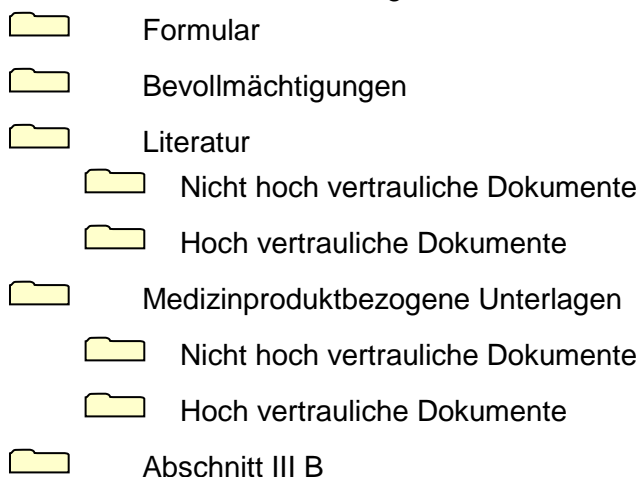 Formular
Bevollmächtigungen
Literatur
Nicht hoch vertrauliche Dokumente
Hoch vertrauliche Dokumente
Medizinproduktbezogene Unterlagen
Nicht hoch vertrauliche Dokumente
Hoch vertrauliche Dokumente
Abschnitt III B